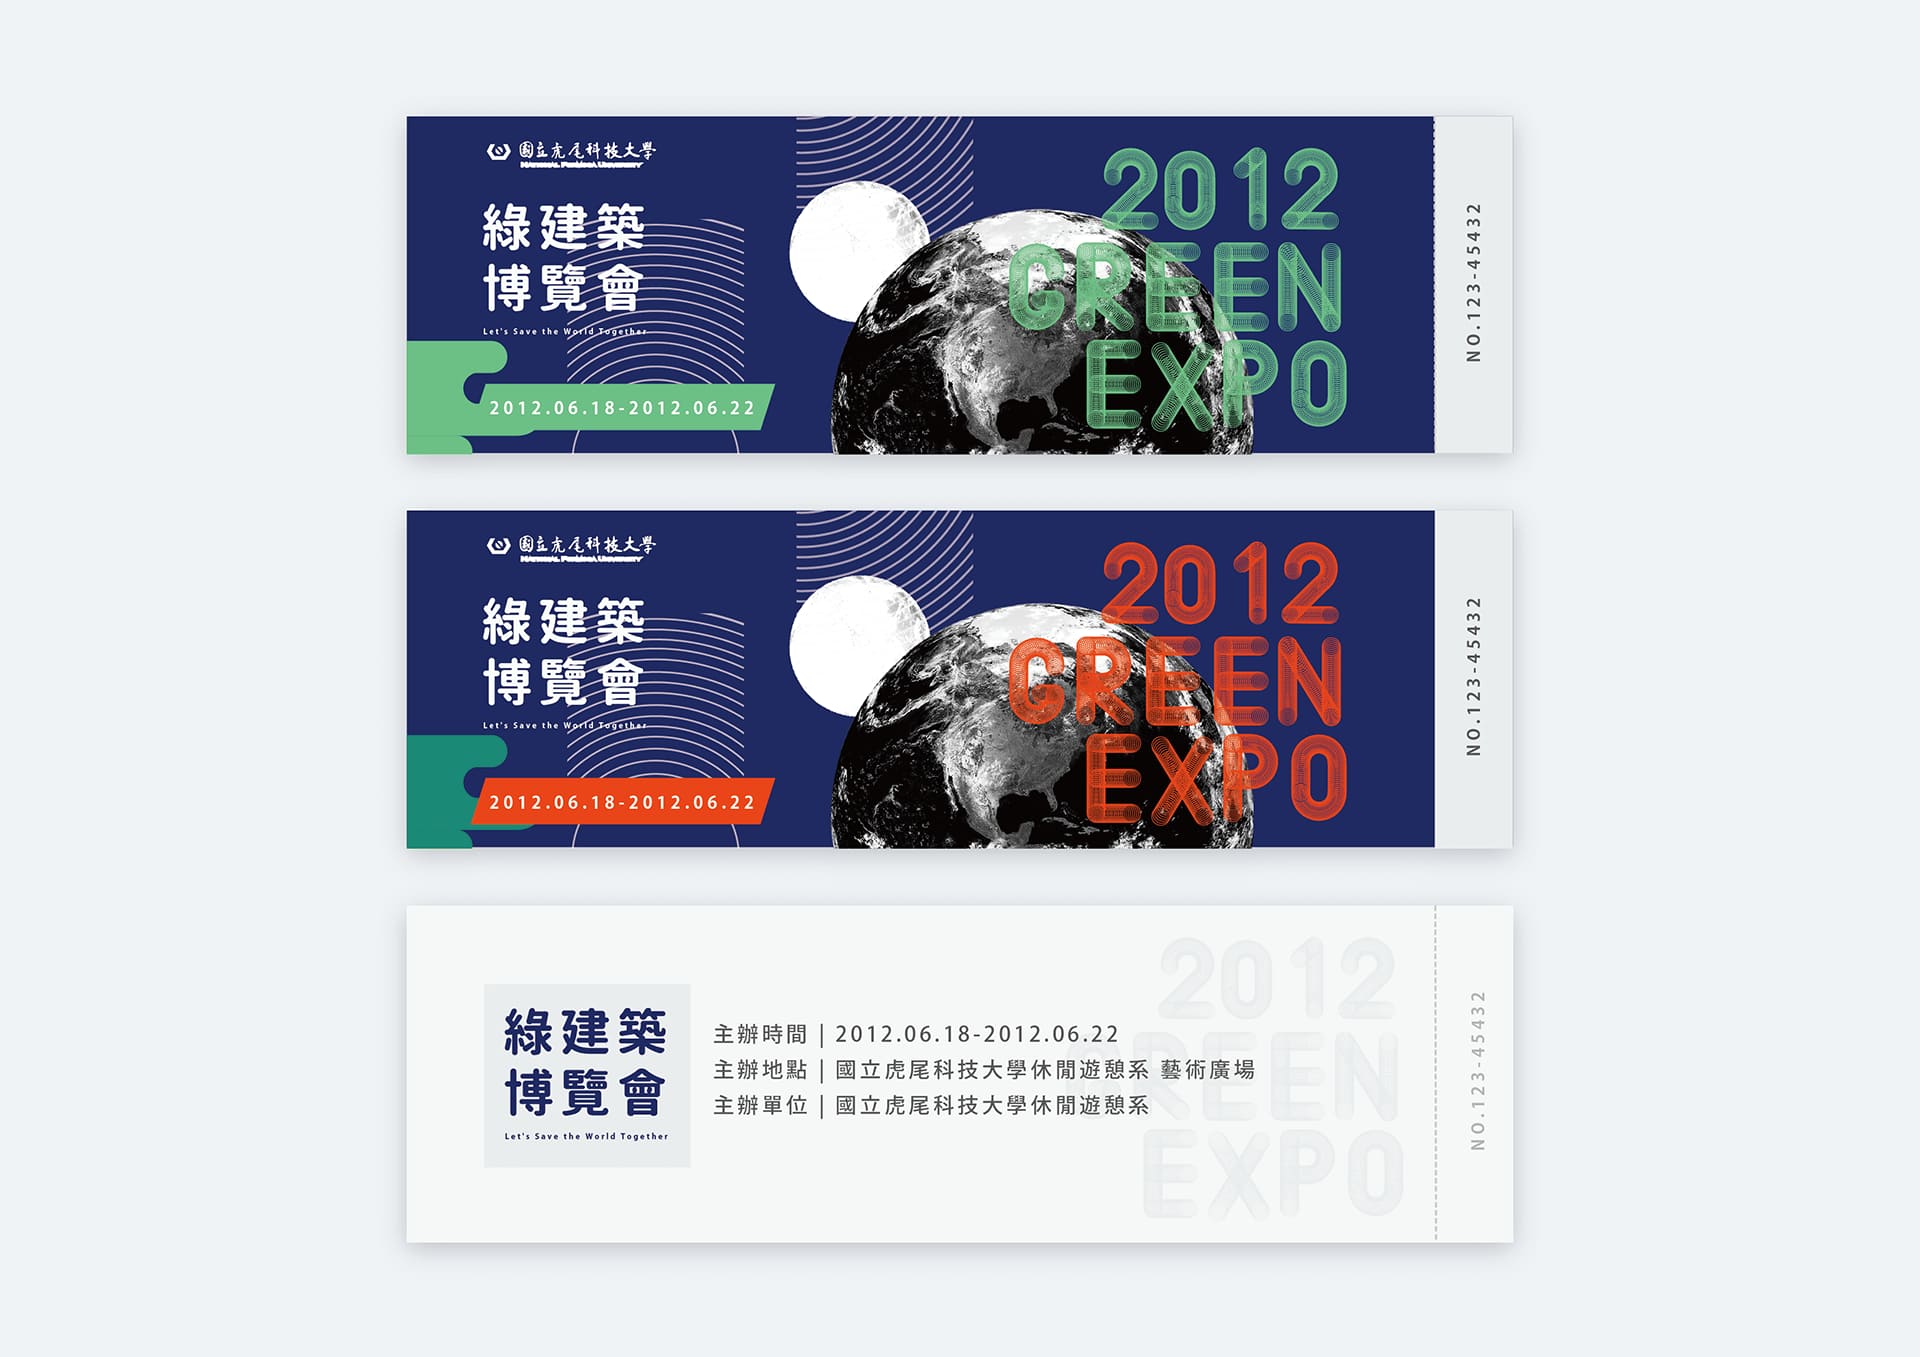 國立虎尾科技大學
NATIONAL FORMOSA UNIVERSITY
綠建築
博覽會
Let's Save the World Together
2012.06.18-2012.06.22
2012
GREEN
EXPO
NO.123-45432
國立虎尾科技大學
NATIONAL FORMOSA UNIVERSITY
綠建築
博覽會
Let's Save the World Together
2012.06.18-2012.06.22
2012
GREEN
EXPO
NO.123-45432
綠建築
博覽會
Let's Save the World Together
主辦時間 | 2012.06.18-2012.06.22
主辦地點 | 國立虎尾科技大學休閒遊憩系 藝術廣場
主辦單位 | 國立虎尾科技大學休閒遊憩系
2012
GREEN
EXPO
NO.123-45432